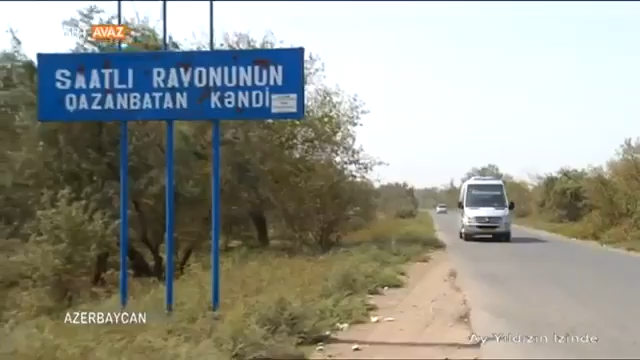 AVAZ
SAATLI RAYONUNUN
QAZANBATAN KƏNDİ
AZERBAYCAN
Ay Yıldızın İzinde